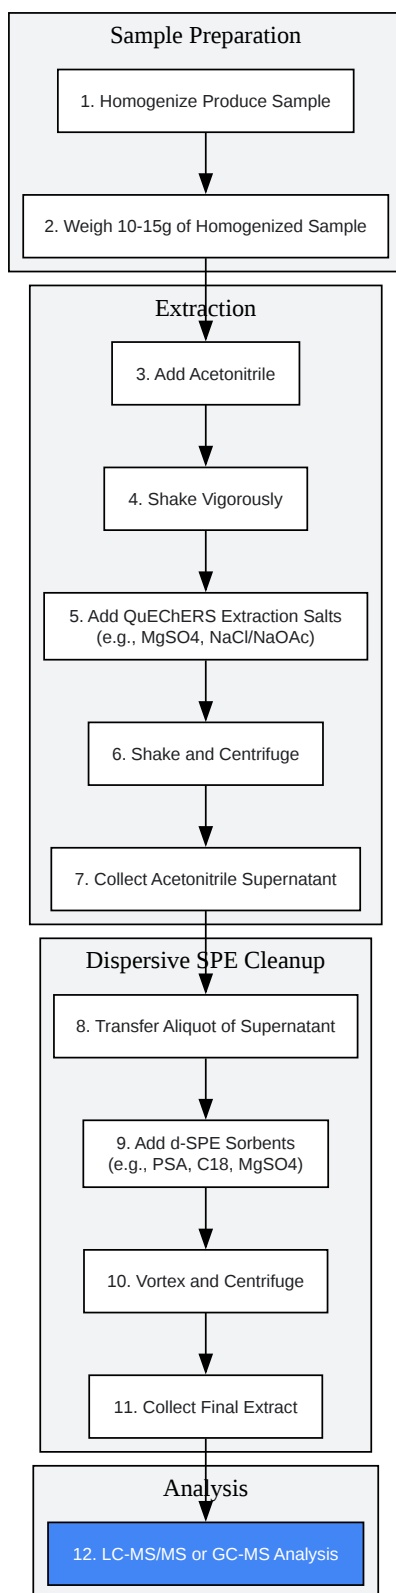 Sample Preparation
1. Homogenize Produce Sample
2. Weigh 10-15g of Homogenized Sample
Extraction
3. Add Acetonitrile
4. Shake Vigorously
5. Add QuEChERS Extraction Salts
(e.g., MgSO4, NaCl/NaOAc)
6. Shake and Centrifuge
7. Collect Acetonitrile Supernatant
Dispersive SPE Cleanup
8. Transfer Aliquot of Supernatant
9. Add d-SPE Sorbents
(e.g., PSA, C18, MgSO4)
10. Vortex and Centrifuge
11. Collect Final Extract
Analysis
12. LC-MS/MS or GC-MS Analysis